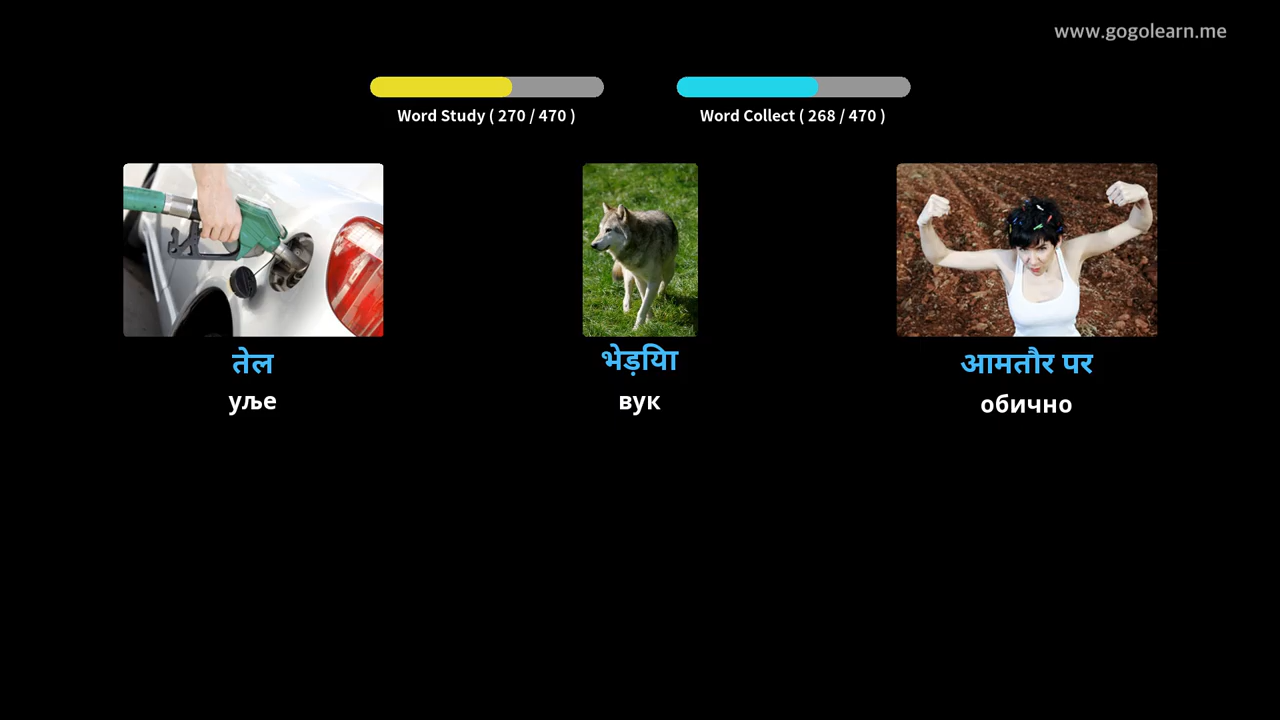 www.gogolearn.me
Word Study ( 270 / 470 )
Word Collect ( 268 / 470 )
तेल
भेड़िया
आमतौर पर
уље
вук
обично